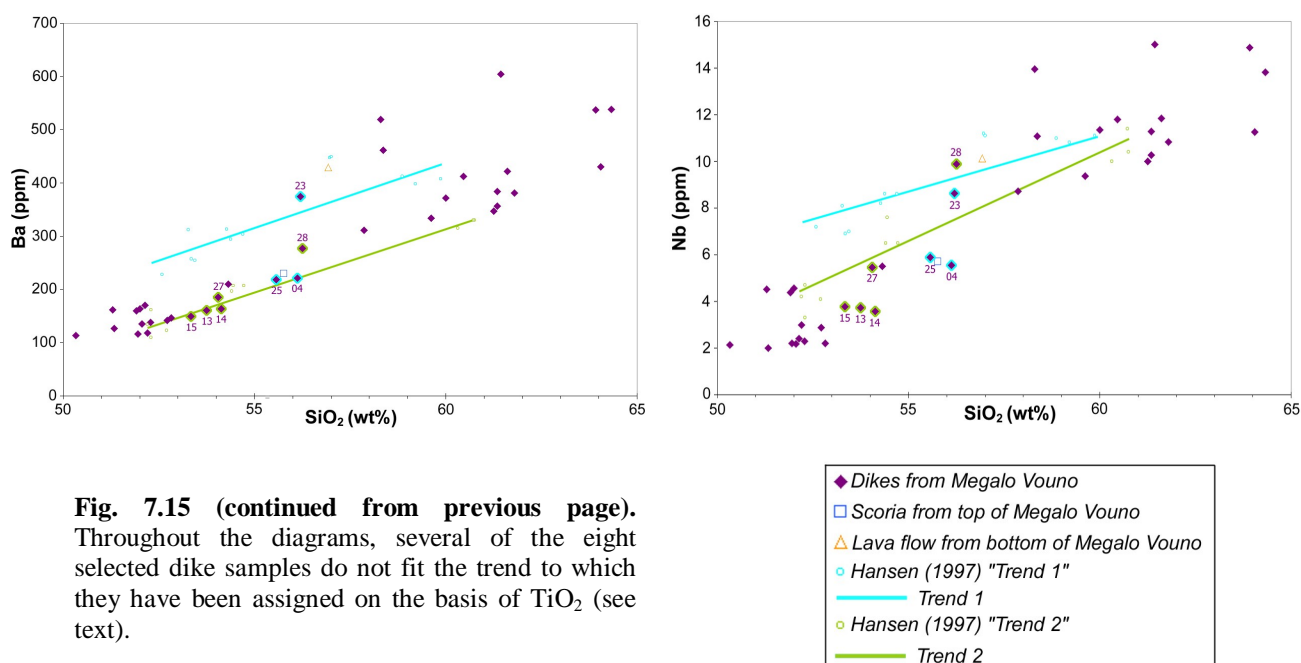 700
600
500
400
300
200
100
0
Ba (ppm)
50
55
60
65
SiO₂ (wt%)
23
28
27
25
04
15
13
14
16
14
12
10
8
6
4
2
0
Nb (ppm)
50
55
60
65
SiO₂ (wt%)
28
23
27
25
04
15
13
14
Fig. 7.15 (continued from previous page).
Throughout the diagrams, several of the eight
selected dike samples do not fit the trend to which
they have been assigned on the basis of TiO₂ (see
text).
Dikes from Megalo Vouno
Scoria from top of Megalo Vouno
Lava flow from bottom of Megalo Vouno
Hansen (1997) "Trend 1"
Trend 1
Hansen (1997) "Trend 2"
Trend 2